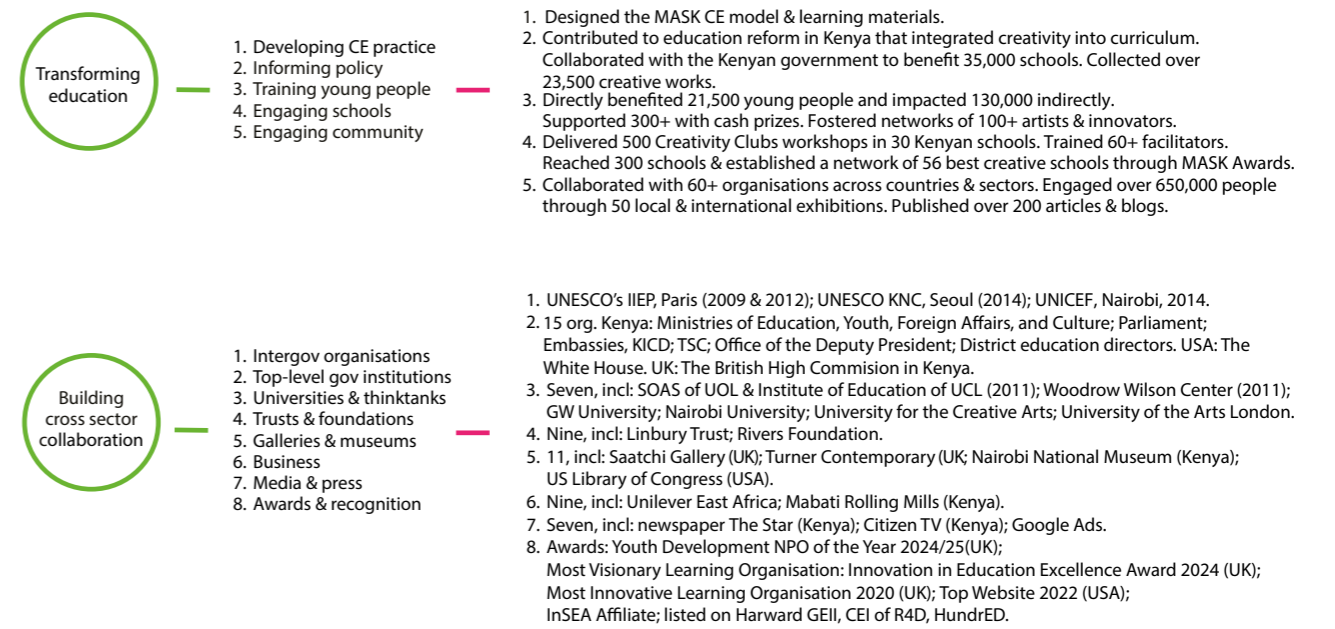 Transforming
education
1. Developing CE practice
2. Informing policy
3. Training young people
4. Engaging schools
5. Engaging community
1. Designed the MASK CE model & learning materials.
2. Contributed to education reform in Kenya that integrated creativity into curriculum.
Collaborated with the Kenyan government to benefit 35,000 schools. Collected over
23,500 creative works.
3. Directly benefited 21,500 young people and impacted 130,000 indirectly.
Supported 300+ with cash prizes. Fostered networks of 100+ artists & innovators.
4. Delivered 500 Creativity Clubs workshops in 30 Kenyan schools. Trained 60+ facilitators.
Reached 300 schools & established a network of 56 best creative schools through MASK Awards.
5. Collaborated with 60+ organisations across countries & sectors. Engaged over 650,000 people
through 50 local & international exhibitions. Published over 200 articles & blogs.
Building
cross sector
collaboration
1. Intergov organisations
2. Top-level gov institutions
3. Universities & thinktanks
4. Trusts & foundations
5. Galleries & museums
6. Business
7. Media & press
8. Awards & recognition
1. UNESCO's IIEP, Paris (2009 & 2012); UNESCO KNC, Seoul (2014); UNICEF, Nairobi, 2014.
2. 15 org. Kenya: Ministries of Education, Youth, Foreign Affairs, and Culture; Parliament;
Embassies, KICD; TSC; Office of the Deputy President; District education directors. USA: The
White House. UK: The British High Commision in Kenya.
3. Seven, incl: SOAS of UOL & Institute of Education of UCL (2011); Woodrow Wilson Center (2011);
GW University; Nairobi University; University for the Creative Arts; University of the Arts London.
4. Nine, incl: Linbury Trust; Rivers Foundation.
5. 11, incl: Saatchi Gallery (UK); Turner Contemporary (UK; Nairobi National Museum (Kenya);
US Library of Congress (USA).
6. Nine, incl: Unilever East Africa; Mabati Rolling Mills (Kenya).
7. Seven, incl: newspaper The Star (Kenya); Citizen TV (Kenya); Google Ads.
8. Awards: Youth Development NPO of the Year 2024/25(UK);
Most Visionary Learning Organisation: Innovation in Education Excellence Award 2024 (UK);
Most Innovative Learning Organisation 2020 (UK); Top Website 2022 (USA);
InSEA Affiliate; listed on Harward GEII, CEI of R4D, HundrED.